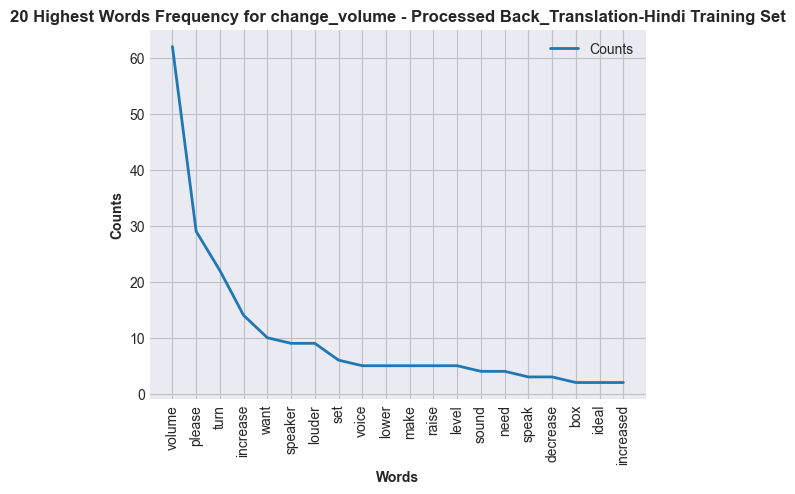 20 Highest Words Frequency for change_volume - Processed Back_Translation-Hindi Training Set
Counts
60
50
40
30
20
10
0
Counts
volume
please
turn
increase
want
speaker
louder
set
voice
lower
make
raise
level
sound
need
speak
decrease
box
ideal
increased
Words